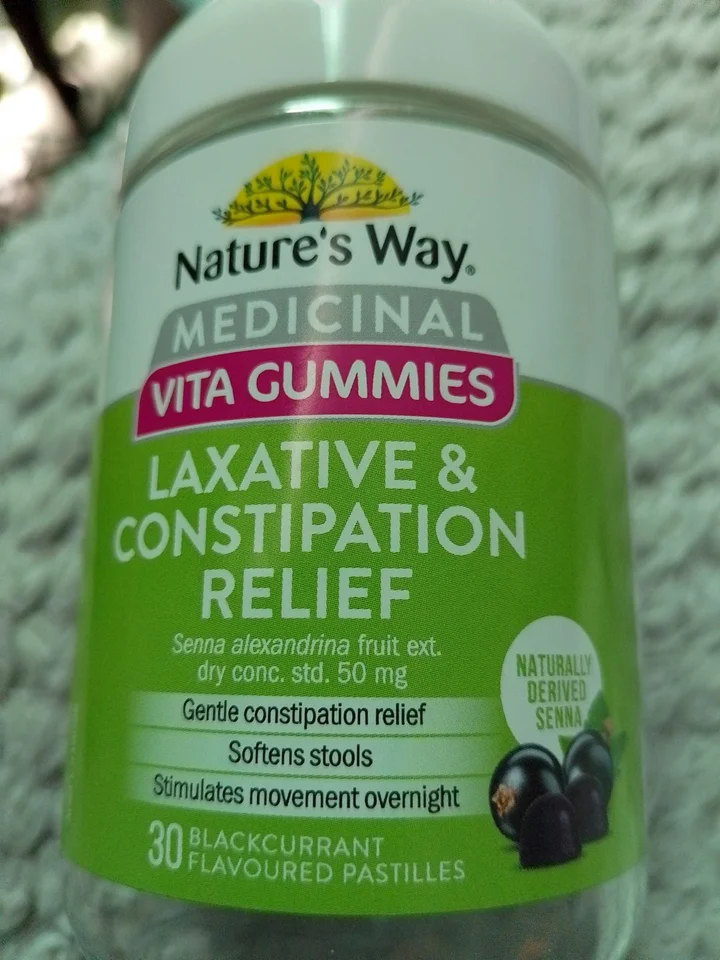 Nature's Way®
MEDICINAL
VITA GUMMIES
LAXATIVE &
CONSTIPATION
RELIEF
Senna alexandrina fruit ext.
dry conc. std. 50 mg
NATURALLY
DERIVED
SENNA
Gentle constipation relief
Softens stools
Stimulates movement overnight
30 BLACKCURRANT
FLAVOURED PASTILLES